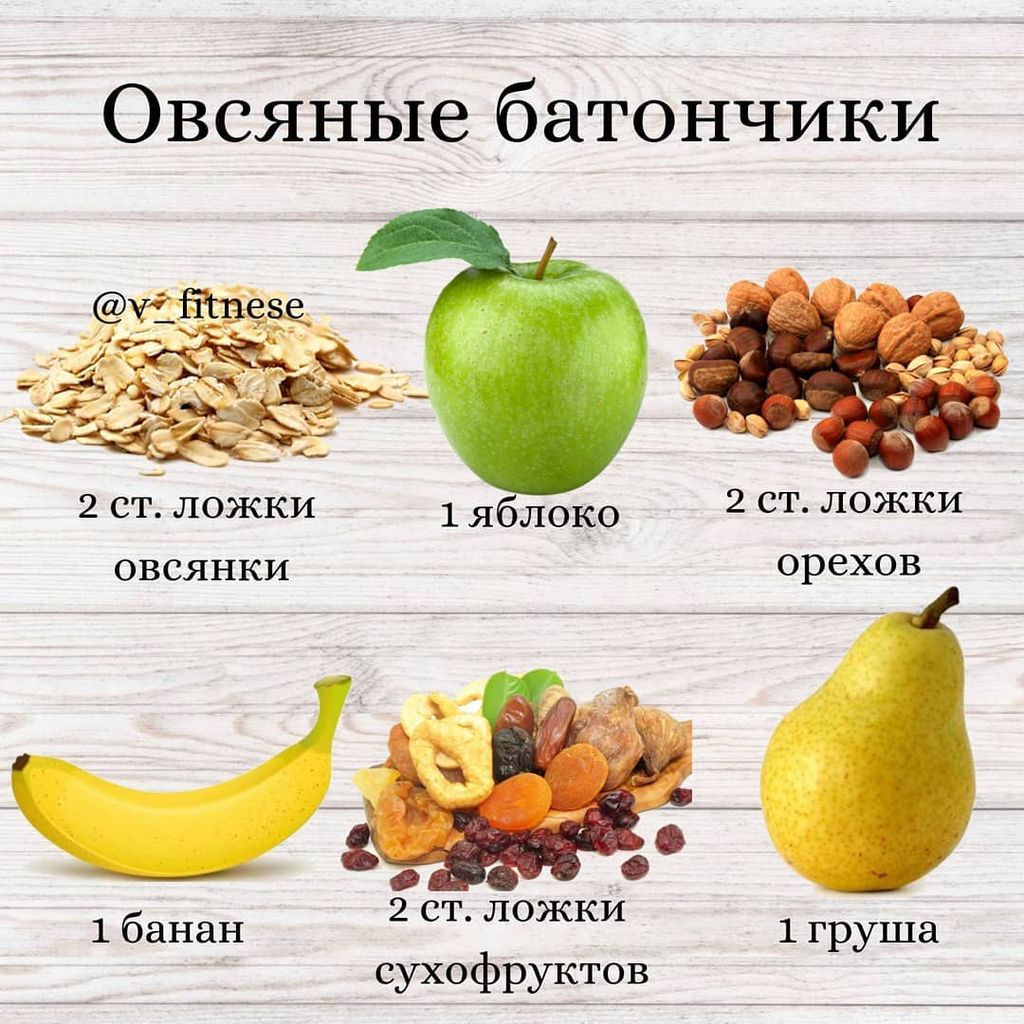 Овсяные батончики
@v_fitnese
2 ст. ложки
овсянки
1 яблоко
2 ст. ложки
орехов
1 банан
2 ст. ложки
сухофруктов
1 груша